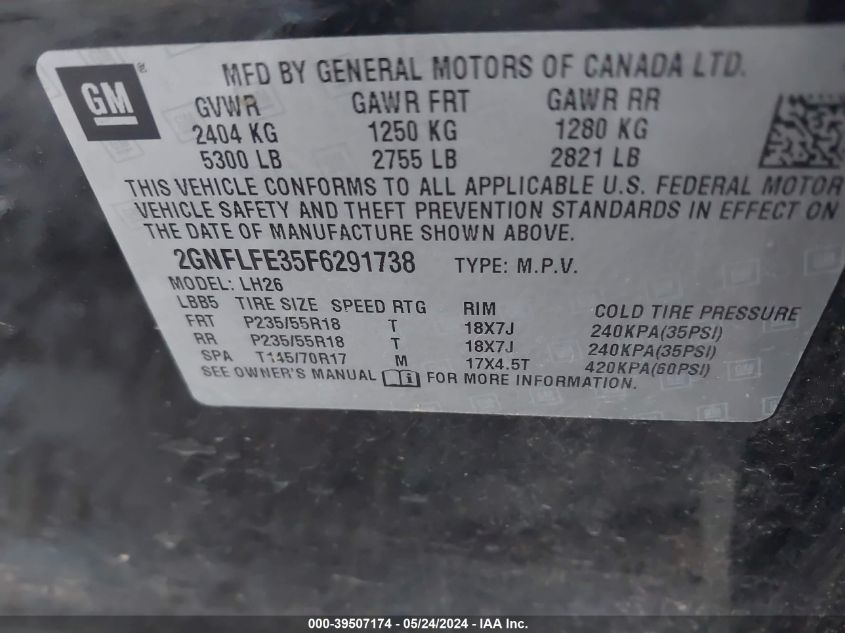 GM ®
MFD BY GENERAL MOTORS OF CANADA LTD.
GVWR GAWR FRT GAWR RR
2404 KG 1250 KG 1280 KG
5300 LB 2755 LB 2821 LB
THIS VEHICLE CONFORMS TO ALL APPLICABLE U.S. FEDERAL MOTOR
VEHICLE SAFETY AND THEFT PREVENTION STANDARDS IN EFFECT ON
THE DATE OF MANUFACTURE SHOWN ABOVE.
2GNFLFE35F6291738 TYPE: M.P.V.
MODEL: LH26
LBB5 TIRE SIZE SPEED RTG RIM COLD TIRE PRESSURE
FRT P235/55R18 T 18X7J 240KPA(35PSI)
RR P235/55R18 T 18X7J 240KPA(35PSI)
SPA T145/70R17 M 17X4.5T 420KPA(60PSI)
SEE OWNER'S MANUAL FOR MORE INFORMATION.
000-39507174 / 05/24/2024 - IAA Inc.